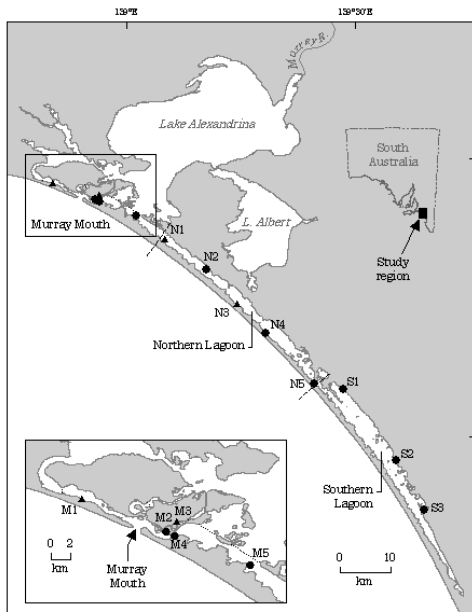 139°E
139°30'E
Murray R.
Lake Alexandrina
South
Australia
L. Albert
Study
region
Murray Mouth
N1
N2
N3
N4
Northern Lagoon
N5
S1
S2
Southern
Lagoon
S3
M1
M2
M3
M4
M5
0 2
km
Murray
Mouth
0 10
km